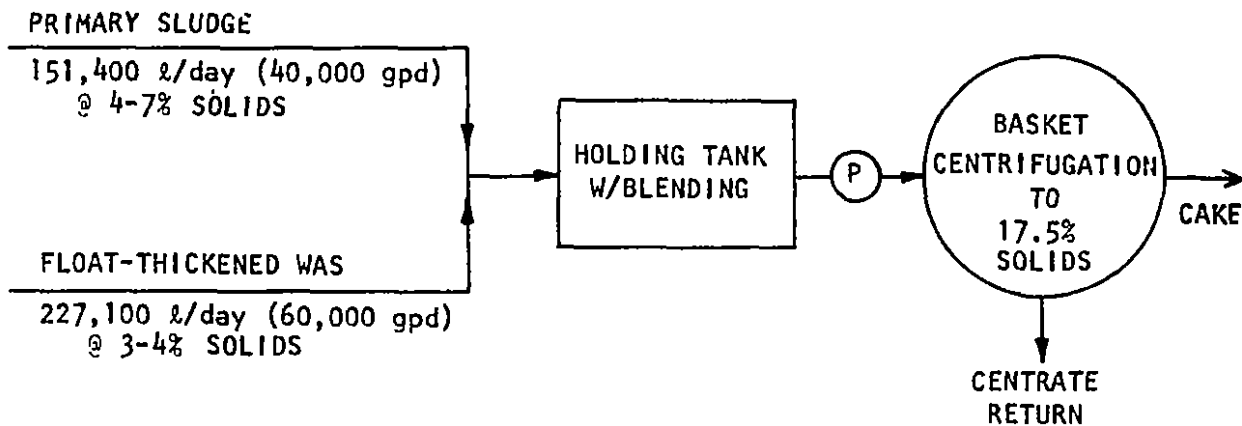 PRIMARY SLUDGE
151,400 ℓ/day (40,000 gpd)
@ 4-7% SOLIDS
HOLDING TANK
W/BLENDING
P
BASKET
CENTRIFUGATION
TO
17.5%
SOLIDS
CAKE
FLOAT-THICKENED WAS
227,100 ℓ/day (60,000 gpd)
@ 3-4% SOLIDS
CENTRATE
RETURN